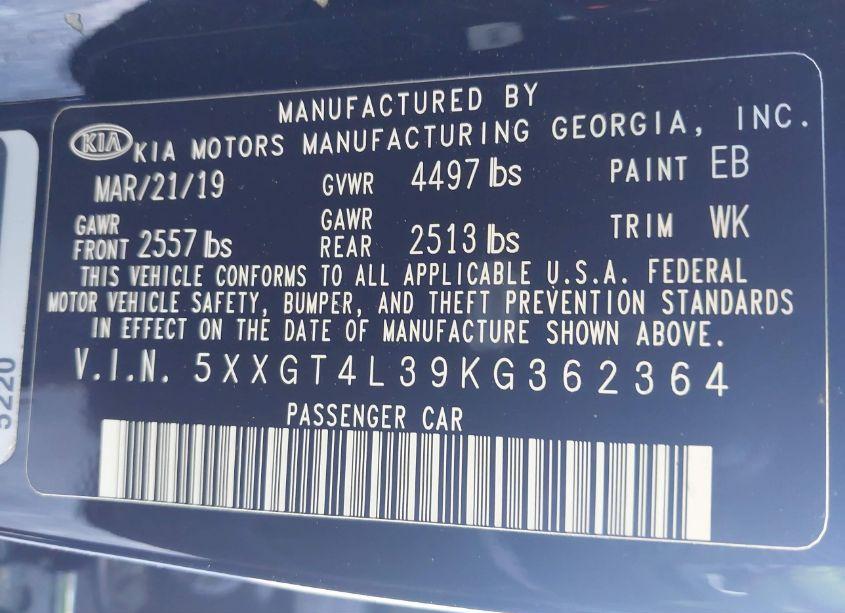 MANUFACTURED BY
KIA KIA MOTORS MANUFACTURING GEORGIA, INC.
MAR/21/19 GVWR 4497 lbs PAINT EB
GAWR FRONT 2557 lbs GAWR REAR 2513 lbs TRIM WK
THIS VEHICLE CONFORMS TO ALL APPLICABLE U.S.A. FEDERAL
MOTOR VEHICLE SAFETY, BUMPER, AND THEFT PREVENTION STANDARDS
IN EFFECT ON THE DATE OF MANUFACTURE SHOWN ABOVE.
V.I.N. 5XXGT4L39KG362364
PASSENGER CAR
5220